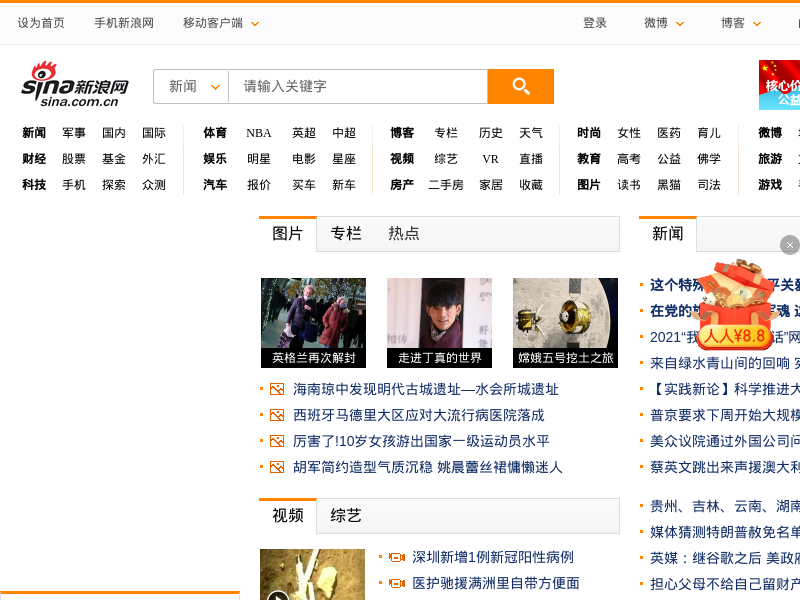 设为首页 手机新浪网 移动客户端 登录 微博 博客
sina新浪网
sina.com.cn
新闻 请输入关键字
核心价
公益
新闻 军事 国内 国际 体育 NBA 英超 中超 博客 专栏 历史 天气 时尚 女性 医药 育儿 微博
财经 股票 基金 外汇 娱乐 明星 电影 星座 视频 综艺 VR 直播 教育 高考 公益 佛学 旅游
科技 手机 探索 众测 汽车 报价 买车 新车 房产 二手房 家居 收藏 图片 读书 黑猫 司法 游戏
图片 专栏 热点
英格兰再次解封 走进丁真的世界 嫦娥五号挖土之旅
海南琼中发现明代古城遗址—水会所城遗址
西班牙马德里大区应对大流行病医院落成
厉害了!10岁女孩游出国家一级运动员水平
胡军简约造型气质沉稳 姚晨蕾丝裙慵懒迷人
视频 综艺
深圳新增1例新冠阳性病例
医护驰援满洲里自带方便面
新闻
这个特殊 平关爱
在党的 军魂 这
2021“我 话”网
人人¥8.8
来自绿水青山间的回响
【实践新论】科学推进大
普京要求下周开始大规模
美众议院通过外国公司问
蔡英文跳出来声援澳大利
贵州、吉林、云南、湖南
媒体猜测特朗普赦免名单
英媒：继谷歌之后 美政府
担心父母不给自己留财产